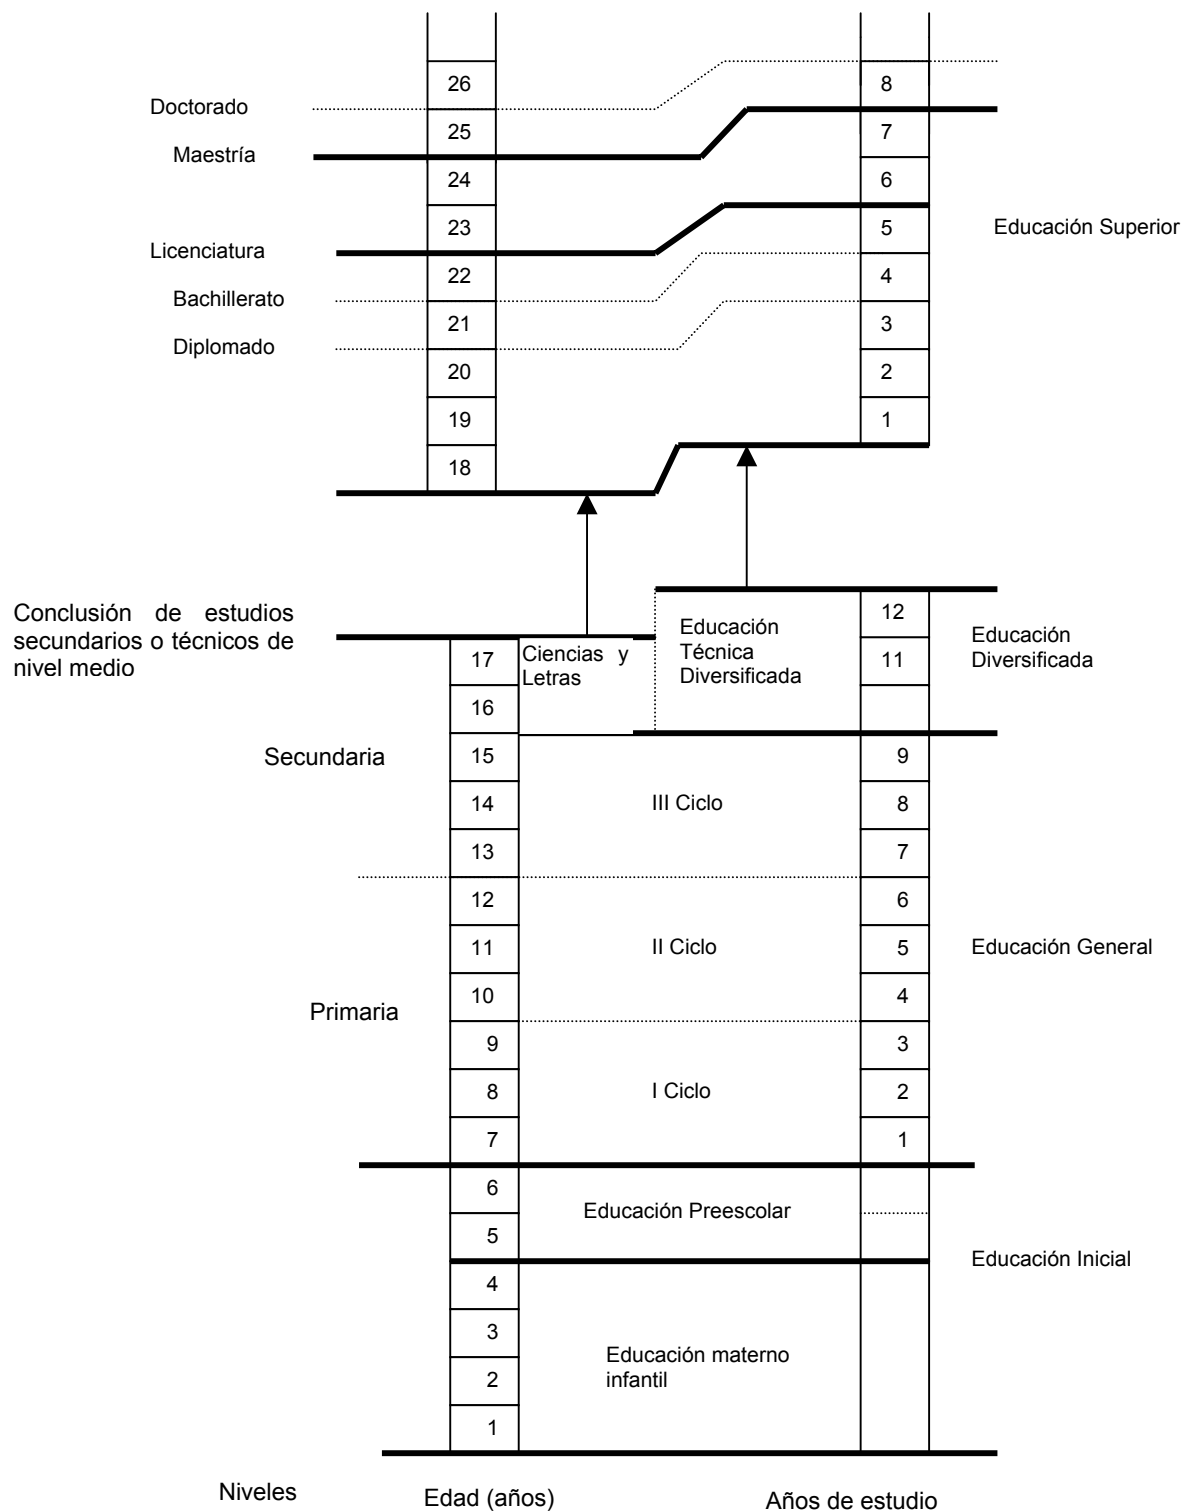 26
8
Doctorado
25
7
Maestría
24
6
23
5
Educación Superior
Licenciatura
22
4
Bachillerato
21
3
Diplomado
20
2
19
1
18
Conclusión de estudios
secundarios o técnicos de
nivel medio
12
Educación
Técnica
Diversificada
Educación
Diversificada
17
Ciencias y
Letras
11
16
Secundaria
15
9
14
III Ciclo
8
13
7
12
6
11
II Ciclo
5
Educación General
10
4
Primaria
9
3
8
I Ciclo
2
7
1
6
Educación Preescolar
5
Educación Inicial
4
3
Educación materno
infantil
2
1
Niveles
Edad (años)
Años de estudio